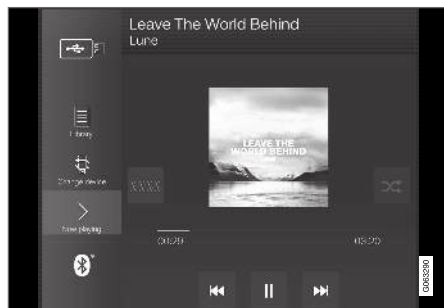 Leave The World Behind
Lune
Library
LEAVE THE
WORLD BEHIND
Change device
XXXX
Now playing
00:29
03:20
G063290